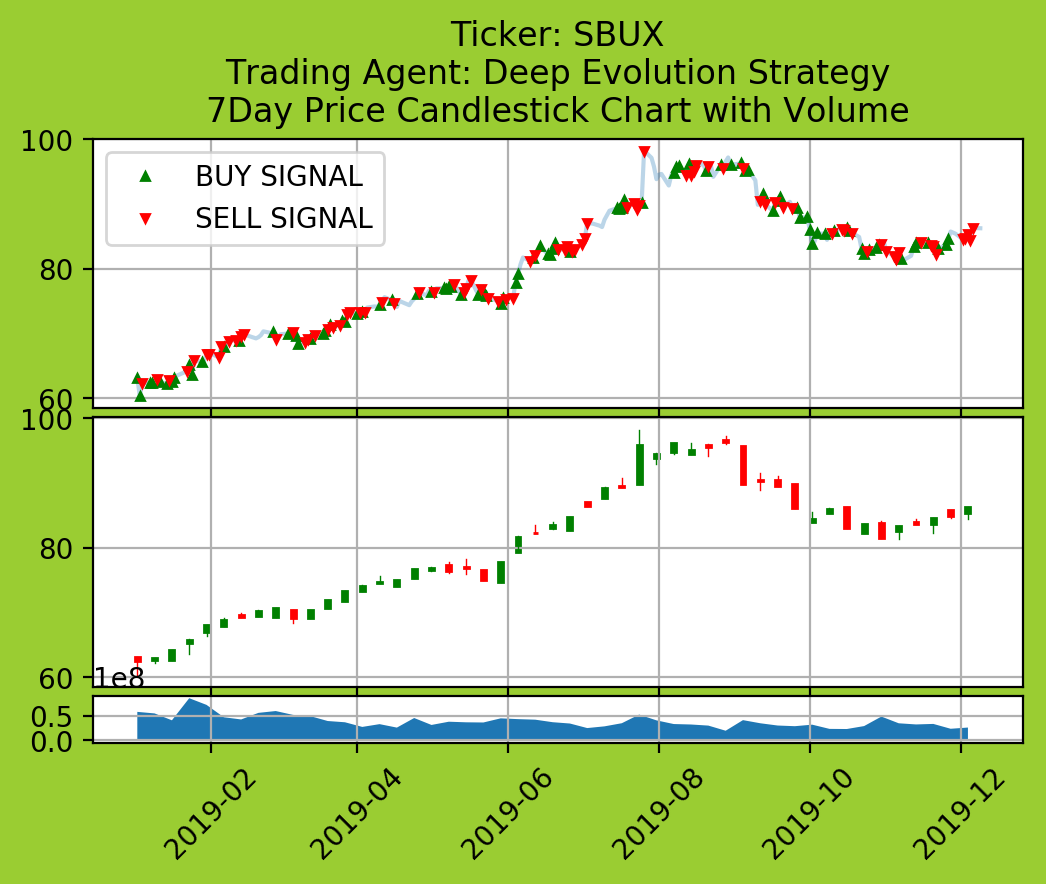 Ticker: SBUX
Trading Agent: Deep Evolution Strategy
7Day Price Candlestick Chart with Volume
100
BUY SIGNAL
SELL SIGNAL
80
60
100
80
60
1e8
0.5
0.0
2019-02
2019-04
2019-06
2019-08
2019-10
2019-12